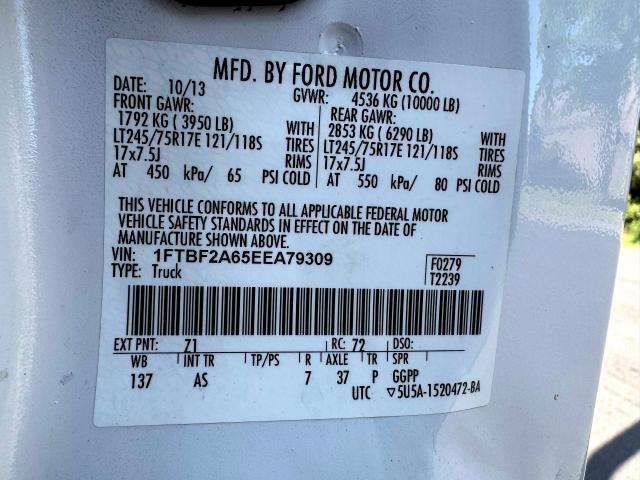 MFD. BY FORD MOTOR CO.
DATE: 10/13 GVWR: 4536 KG (10000 LB)
FRONT GAWR: REAR GAWR:
1792 KG ( 3950 LB) WITH 2853 KG ( 6290 LB) WITH
LT245/75R17E 121/118S TIRES LT245/75R17E 121/118S TIRES
17x7.5J RIMS 17x7.5J RIMS
AT 450 kPa/ 65 PSI COLD AT 550 kPa/ 80 PSI COLD
THIS VEHICLE CONFORMS TO ALL APPLICABLE FEDERAL MOTOR
VEHICLE SAFETY STANDARDS IN EFFECT ON THE DATE OF
MANUFACTURE SHOWN ABOVE.
VIN: 1FTBF2A65EEA79309 F0279
TYPE: Truck T2239
EXT PNT: Z1 RC: 72 DSO:
WB INT TR TP/PS R AXLE TR SPR
137 AS 7 37 P GGPP
UTC ▽5U5A-1520472-BA